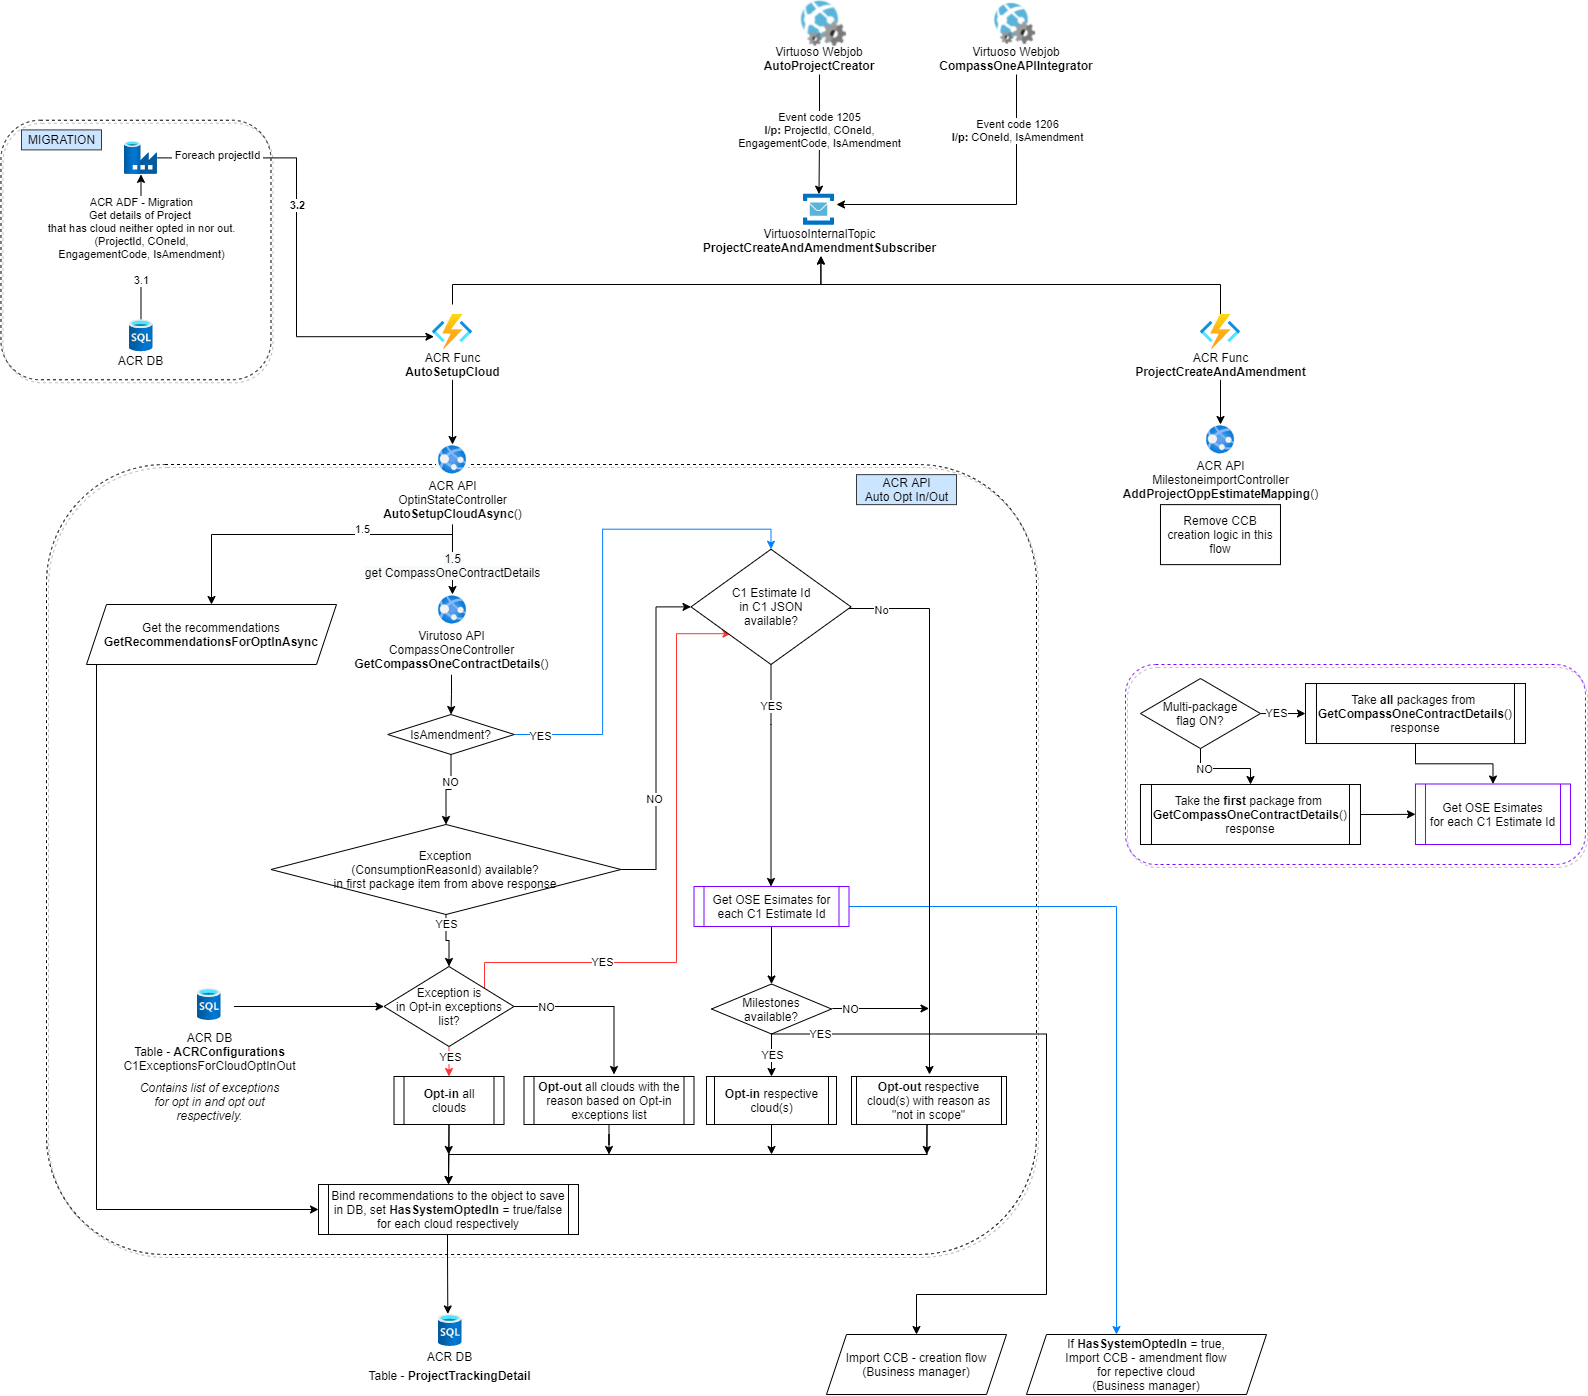 Virtuoso Webjob
AutoProjectCreator
Virtuoso Webjob
CompassOneAPIIntegrator
Event code 1205
I/p: ProjectId, COneId,
EngagementCode, IsAmendment
Event code 1206
I/p: COneId, IsAmendment
MIGRATION
Foreach projectId
ACR ADF - Migration
Get details of Project
that has cloud neither opted in nor out.
(ProjectId, COneId,
EngagementCode, IsAmendment)
3.1
SQL
ACR DB
3.2
VirtuosoInternalTopic
ProjectCreateAndAmendmentSubscriber
ACR Func
AutoSetupCloud
ACR Func
ProjectCreateAndAmendment
ACR API
OptinStateController
AutoSetupCloudAsync()
ACR API
Auto Opt In/Out
ACR API
MilestoneimportController
AddProjectOppEstimateMapping()
Remove CCB
creation logic in this
flow
1.5
1.5
get CompassOneContractDetails
Get the recommendations
GetRecommendationsForOptInAsync
Virutoso API
CompassOneController
GetCompassOneContractDetails()
C1 Estimate Id
in C1 JSON
available?
No
YES
IsAmendment?
YES
NO
NO
Exception
(ConsumptionReasonId) available?
in first package item from above response
YES
Multi-package
flag ON?
YES
Take all packages from
GetCompassOneContractDetails()
response
NO
Take the first package from
GetCompassOneContractDetails()
response
Get OSE Esimates
for each C1 Estimate Id
Get OSE Esimates for
each C1 Estimate Id
YES
SQL
ACR DB
Table - ACRConfigurations
C1ExceptionsForCloudOptInOut
Contains list of exceptions
for opt in and opt out
respectively.
Exception is
in Opt-in exceptions
list?
NO
YES
Milestones
available?
NO
YES
YES
Opt-in all
clouds
Opt-out all clouds with the
reason based on Opt-in
exceptions list
Opt-in respective
cloud(s)
Opt-out respective
cloud(s) with reason as
"not in scope"
Bind recommendations to the object to save
in DB, set HasSystemOptedIn = true/false
for each cloud respectively
SQL
ACR DB
Table - ProjectTrackingDetail
Import CCB - creation flow
(Business manager)
If HasSystemOptedIn = true,
Import CCB - amendment flow
for repective cloud
(Business manager)